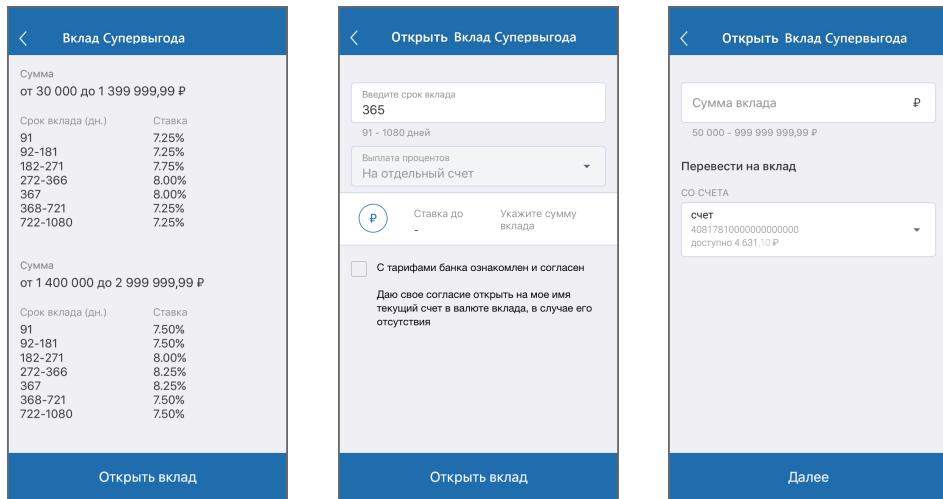 Вклад Супервыгода
Сумма
от 30 000 до 1 399 999,99 ₽
Срок вклада (дн.) Ставка
91 7.25%
92-181 7.25%
182-271 7.75%
272-366 8.00%
367 8.00%
368-721 7.25%
722-1080 7.25%
Сумма
от 1 400 000 до 2 999 999,99 ₽
Срок вклада (дн.) Ставка
91 7.50%
92-181 7.50%
182-271 8.00%
272-366 8.25%
367 8.25%
368-721 7.50%
722-1080 7.50%
Открыть вклад
Открыть Вклад Супервыгода
Введите срок вклада
365
91 - 1080 дней
Выплата процентов
На отдельный счет
₽ Ставка до Укажите сумму
- вклада
С тарифами банка ознакомлен и согласен
Даю свое согласие открыть на мое имя
текущий счет в валюте вклада, в случае его
отсутствия
Открыть вклад
Открыть Вклад Супервыгода
Сумма вклада ₽
50 000 - 999 999 999,99 ₽
Перевести на вклад
СО СЧЕТА
счет
40817810000000000000
доступно 4 631,10 ₽
Далее